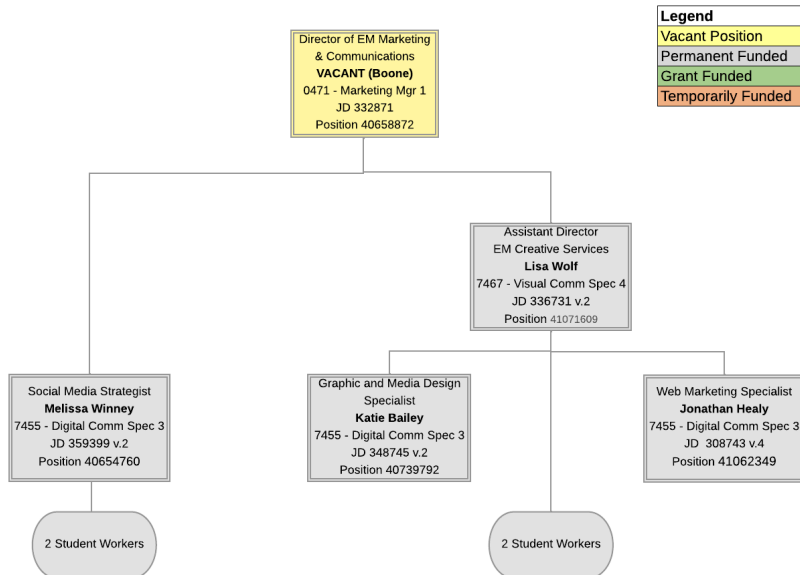 Director of EM Marketing
& Communications
VACANT (Boone)
0471 - Marketing Mgr 1
JD 332871
Position 40658872
Legend
Vacant Position
Permanent Funded
Grant Funded
Temporarily Funded
Assistant Director
EM Creative Services
Lisa Wolf
7467 - Visual Comm Spec 4
JD 336731 v.2
Position 41071609
Social Media Strategist
Melissa Winney
7455 - Digital Comm Spec 3
JD 359399 v.2
Position 40654760
Graphic and Media Design
Specialist
Katie Bailey
7455 - Digital Comm Spec 3
JD 348745 v.2
Position 40739792
Web Marketing Specialist
Jonathan Healy
7455 - Digital Comm Spec 3
JD 308743 v.4
Position 41062349
2 Student Workers
2 Student Workers